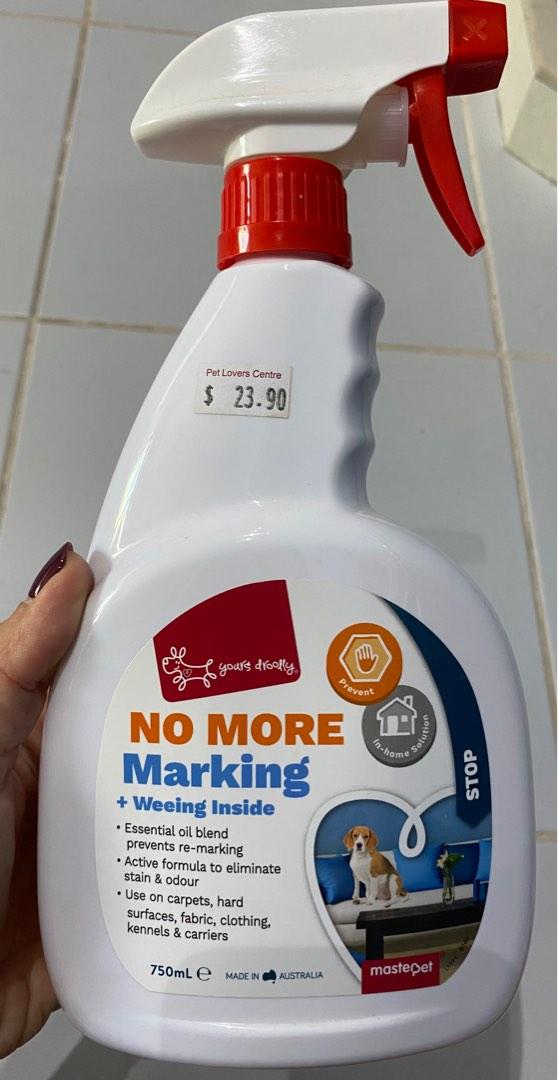 Pet Lovers Centre
$ 23.90
yours droolly
Prevent
NO MORE
In-home Solution
Marking
STOP
+ Weeing Inside
• Essential oil blend
prevents re-marking
• Active formula to eliminate
stain & odour
• Use on carpets, hard
surfaces, fabric, clothing,
kennels & carriers
750mL ℮ MADE IN AUSTRALIA
masterpet